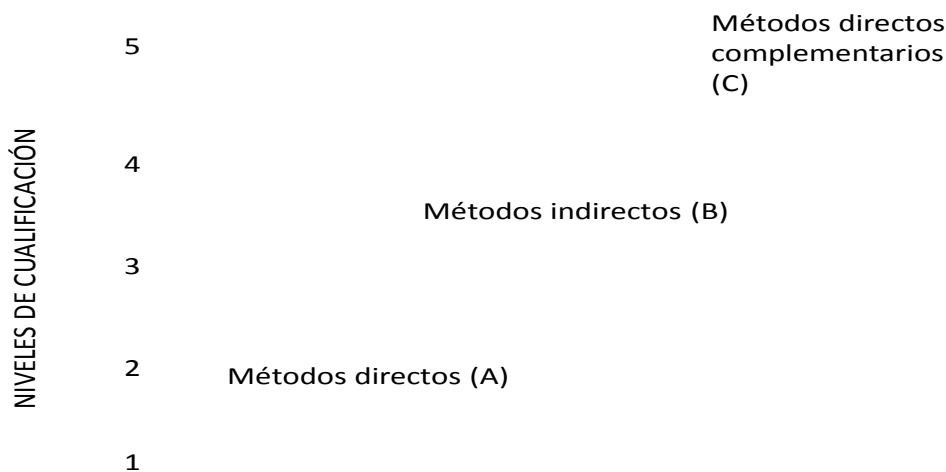 Métodos directos
complementarios
(C)
5
4
Métodos indirectos (B)
3
2
Métodos directos (A)
1
NIVELES DE CUALIFICACIÓN